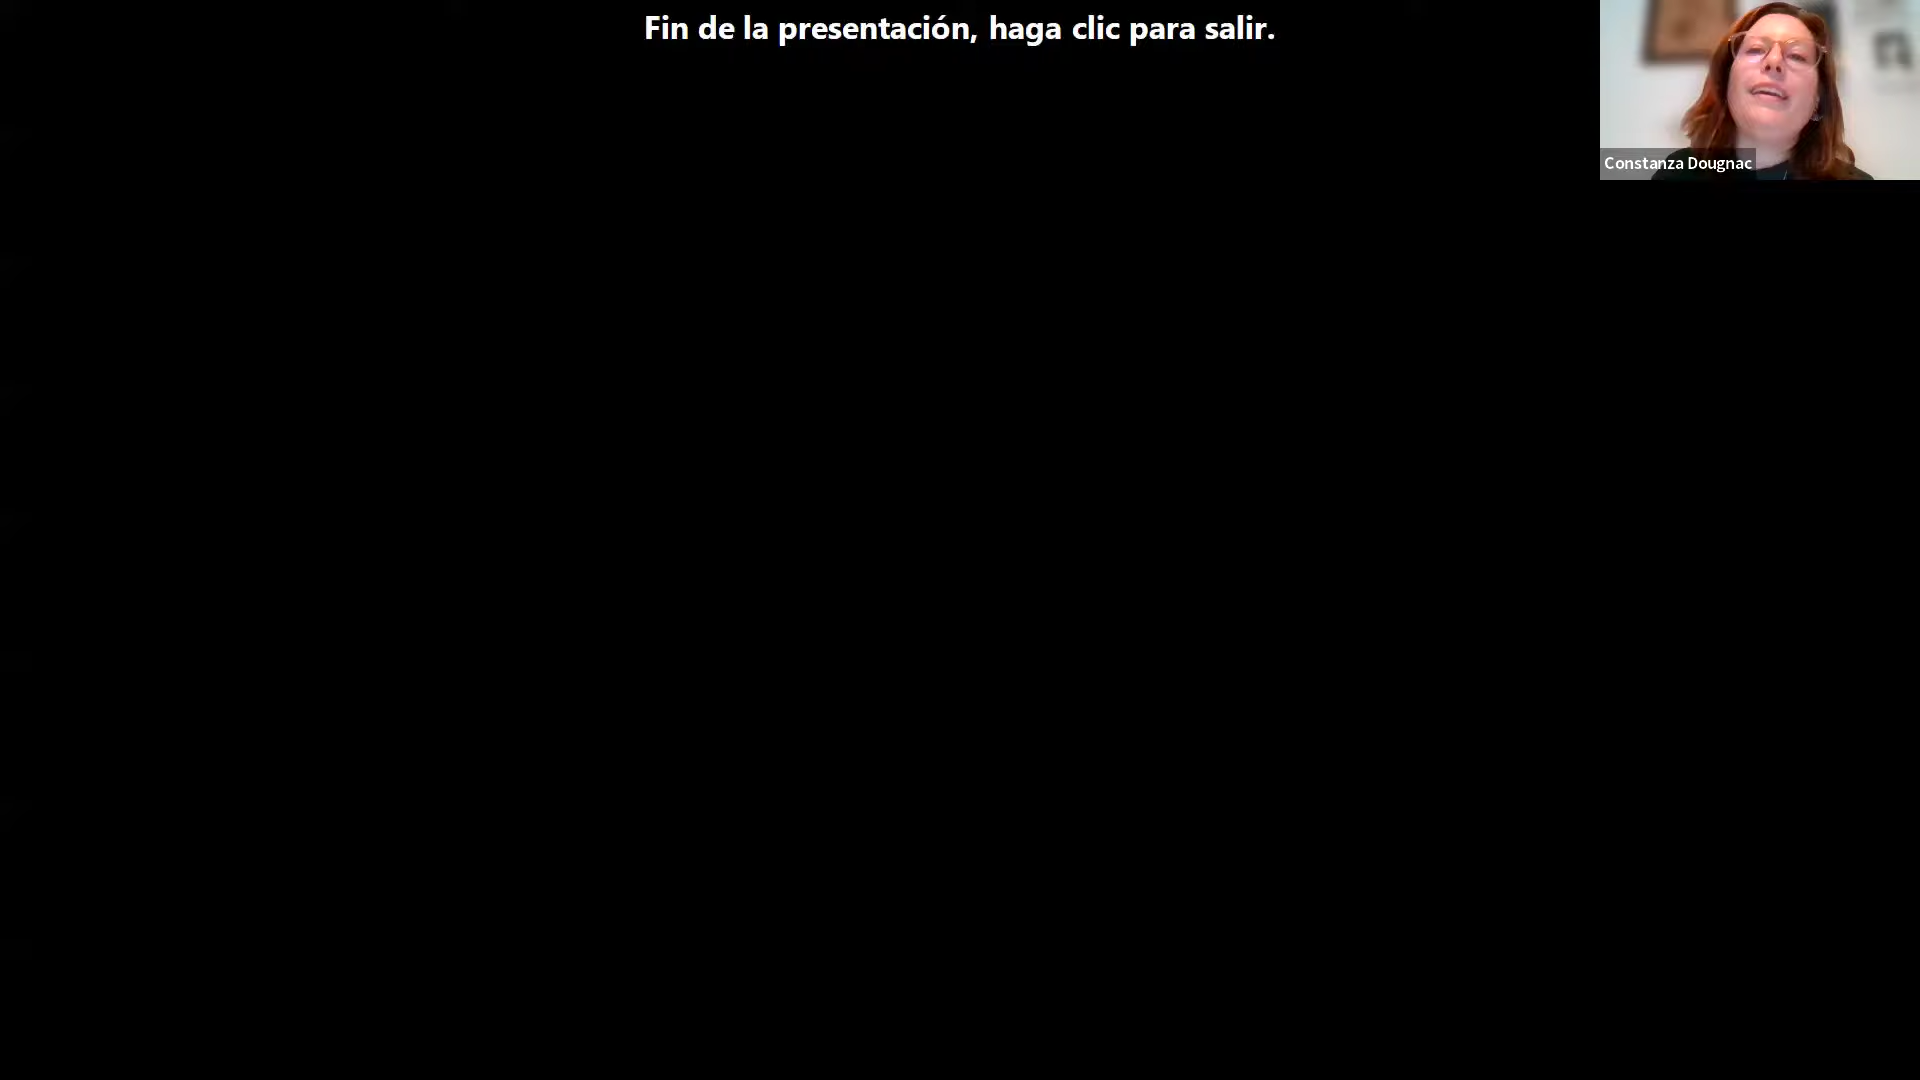 Fin de la presentación, haga clic para salir.
Constanza Dougnac